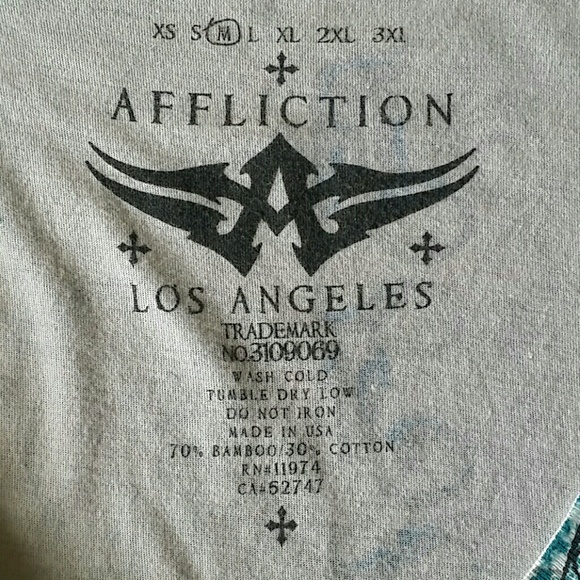 XS S M L XL 2XL 3XL
AFFLICTION
LOS ANGELES
TRADEMARK
NO.3109069
WASH COLD
TUMBLE DRY LOW
DO NOT IRON
MADE IN USA
70% BAMBOO/30% COTTON
RN#11974
CA#52747